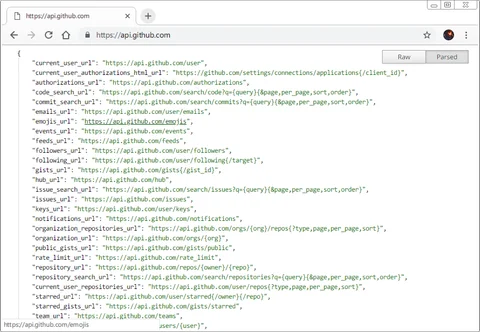 https://api.github.com
https://api.github.com
Raw
Parsed
{
"current_user_url": "https://api.github.com/user",
"current_user_authorizations_html_url": "https://github.com/settings/connections/applications{/client_id}",
"authorizations_url": "https://api.github.com/authorizations",
"code_search_url": "https://api.github.com/search/code?q={query}{&page,per_page,sort,order}",
"commit_search_url": "https://api.github.com/search/commits?q={query}{&page,per_page,sort,order}",
"emails_url": "https://api.github.com/user/emails",
"emojis_url": "https://api.github.com/emojis",
"events_url": "https://api.github.com/events",
"feeds_url": "https://api.github.com/feeds",
"followers_url": "https://api.github.com/user/followers",
"following_url": "https://api.github.com/user/following{/target}",
"gists_url": "https://api.github.com/gists{/gist_id}",
"hub_url": "https://api.github.com/hub",
"issue_search_url": "https://api.github.com/search/issues?q={query}{&page,per_page,sort,order}",
"issues_url": "https://api.github.com/issues",
"keys_url": "https://api.github.com/user/keys",
"notifications_url": "https://api.github.com/notifications",
"organization_repositories_url": "https://api.github.com/orgs/{org}/repos{?type,page,per_page,sort}",
"organization_url": "https://api.github.com/orgs/{org}",
"public_gists_url": "https://api.github.com/gists/public",
"rate_limit_url": "https://api.github.com/rate_limit",
"repository_url": "https://api.github.com/repos/{owner}/{repo}",
"repository_search_url": "https://api.github.com/search/repositories?q={query}{&page,per_page,sort,order}",
"current_user_repositories_url": "https://api.github.com/user/repos{?type,page,per_page,sort}",
"starred_url": "https://api.github.com/user/starred{/owner}{/repo}",
"starred_gists_url": "https://api.github.com/gists/starred",
"team_url": "https://api.github.com/teams",
https://api.github.com/emojis
users/{user}",